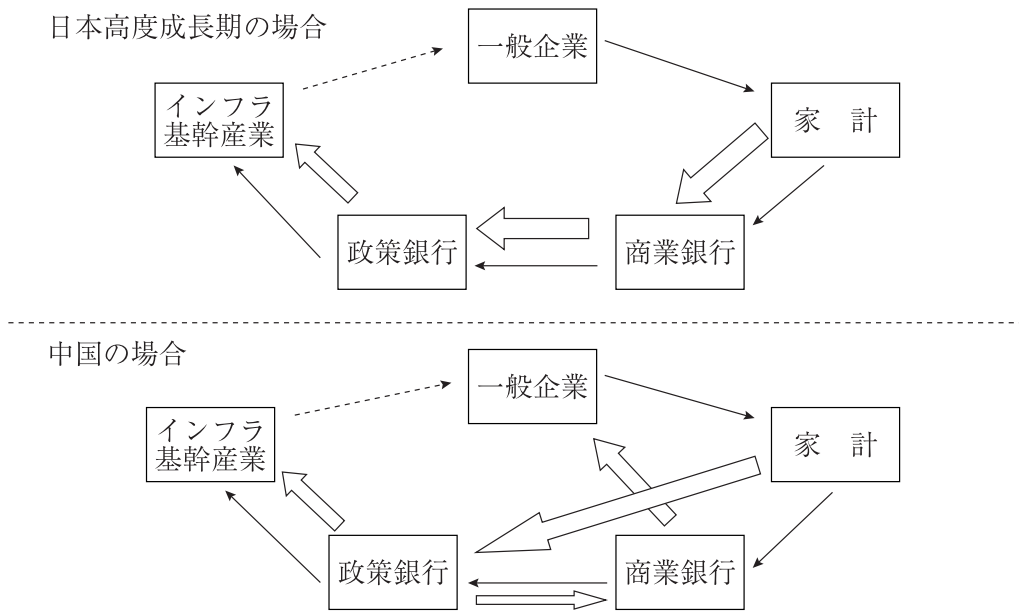 日本高度成長期の場合
一般企業
インフラ
基幹産業
家　計
政策銀行
商業銀行
中国の場合
一般企業
インフラ
基幹産業
家　計
政策銀行
商業銀行